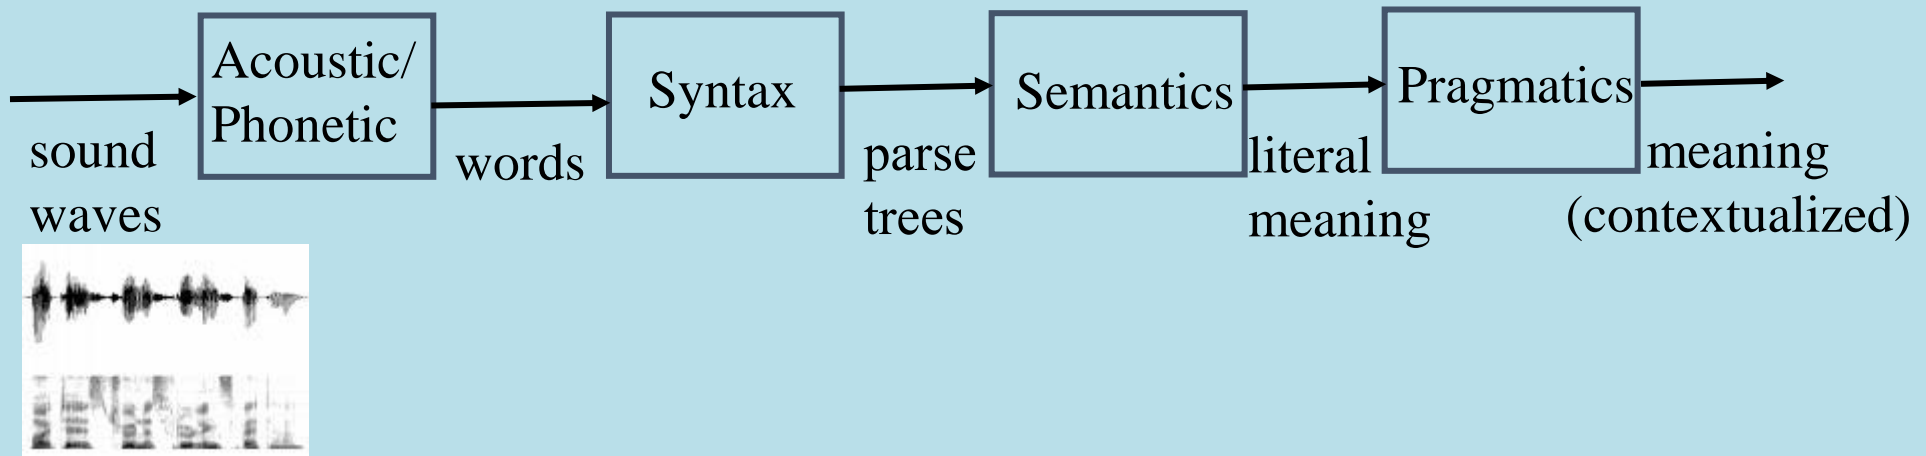 Acoustic/
Phonetic
Syntax
Semantics
Pragmatics
sound
waves
words
parse
trees
literal
meaning
meaning
(contextualized)